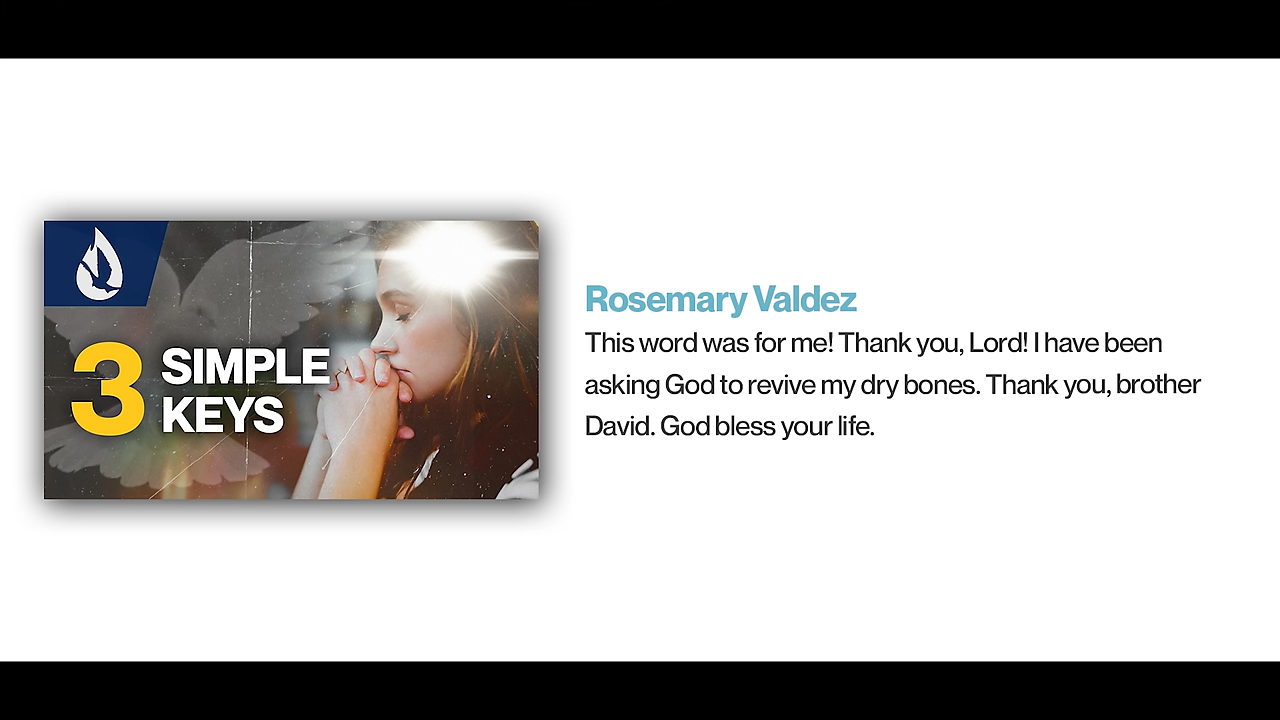 3 SIMPLE
KEYS
Rosemary Valdez
This word was for me! Thank you, Lord! I have been
asking God to revive my dry bones. Thank you, brother
David. God bless your life.